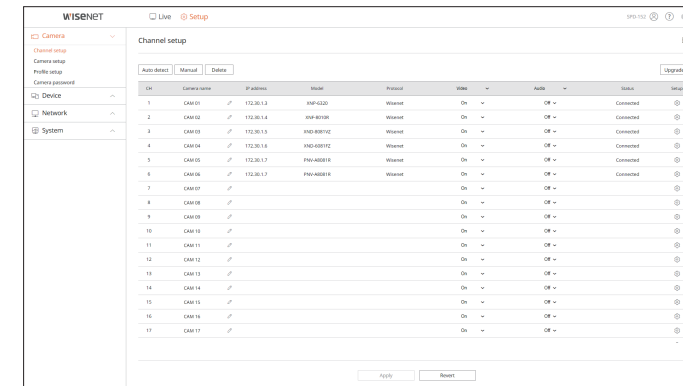 WISENET Live Setup SPD-152
Camera Channel setup
Channel setup
Camera setup
Profile setup
Camera password
Device
Network
System
Auto detect Manual Delete Upgrade
CH Camera name IP address Model Protocol Video Audio Status Setup
1 CAM 01 172.30.1.3 XNP-6320 Wisenet On Off Connected
2 CAM 02 172.30.1.4 XNF-8010R Wisenet On Off Connected
3 CAM 03 172.30.1.5 XND-8081VZ Wisenet On Off Connected
4 CAM 04 172.30.1.6 XND-6081FZ Wisenet On Off Connected
5 CAM 05 172.30.1.7 PNV-A9081R Wisenet On Off Connected
6 CAM 06 172.30.1.7 PNV-A9081R Wisenet On Off Connected
7 CAM 07 On Off
8 CAM 08 On Off
9 CAM 09 On Off
10 CAM 10 On Off
11 CAM 11 On Off
12 CAM 12 On Off
13 CAM 13 On Off
14 CAM 14 On Off
15 CAM 15 On Off
16 CAM 16 On Off
17 CAM 17 On Off
Apply Revert